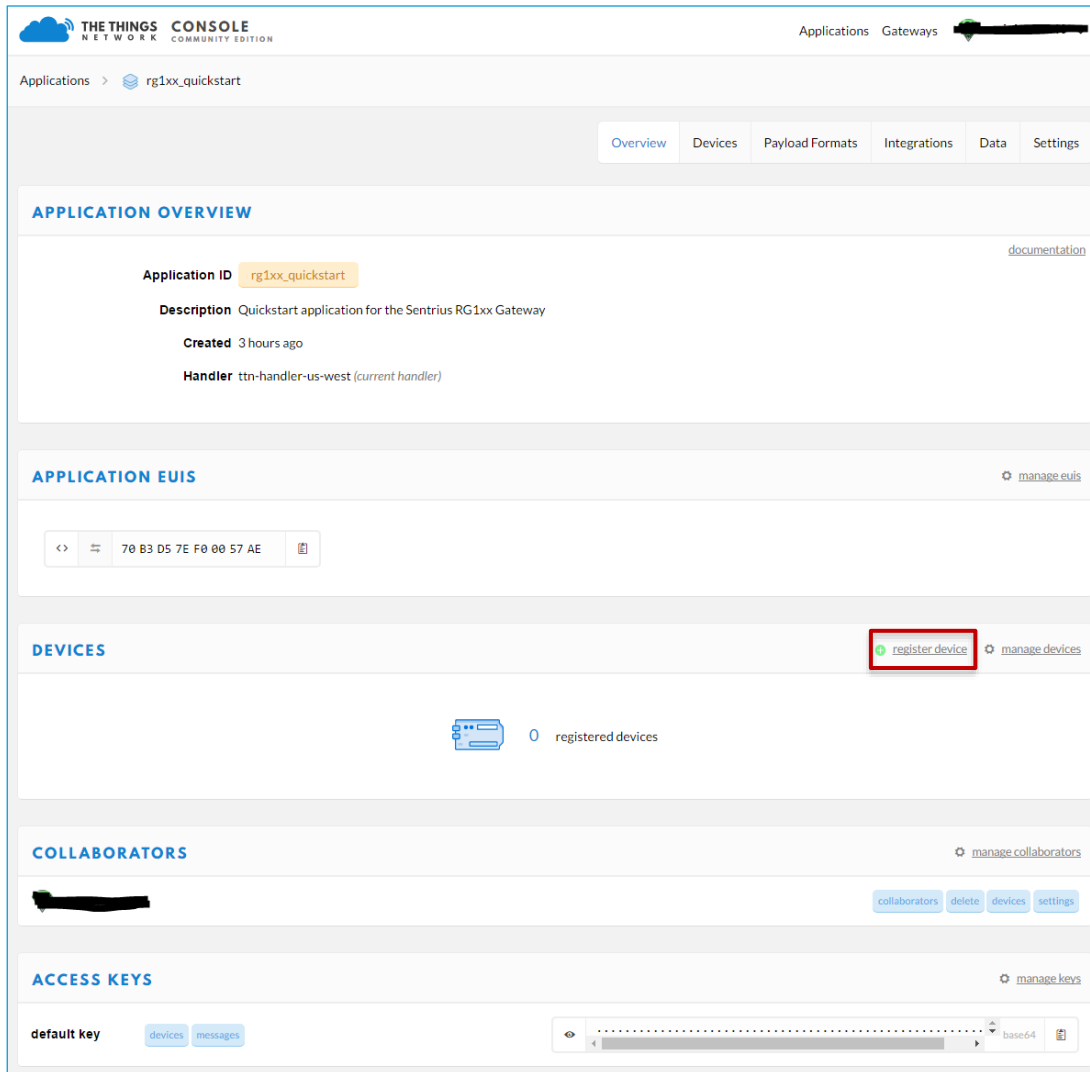 THE THINGS NETWORK CONSOLE COMMUNITY EDITION
Applications Gateways
Applications > rg1xx_quickstart
Overview Devices Payload Formats Integrations Data Settings
APPLICATION OVERVIEW
documentation
Application ID rg1xx_quickstart
Description Quickstart application for the Sentrius RG1xx Gateway
Created 3 hours ago
Handler ttn-handler-us-west (current handler)
APPLICATION EUIS manage euis
<> 70 B3 D5 7E F0 00 57 AE
DEVICES register device manage devices
0 registered devices
COLLABORATORS manage collaborators
collaborators delete devices settings
ACCESS KEYS manage keys
default key devices messages base64